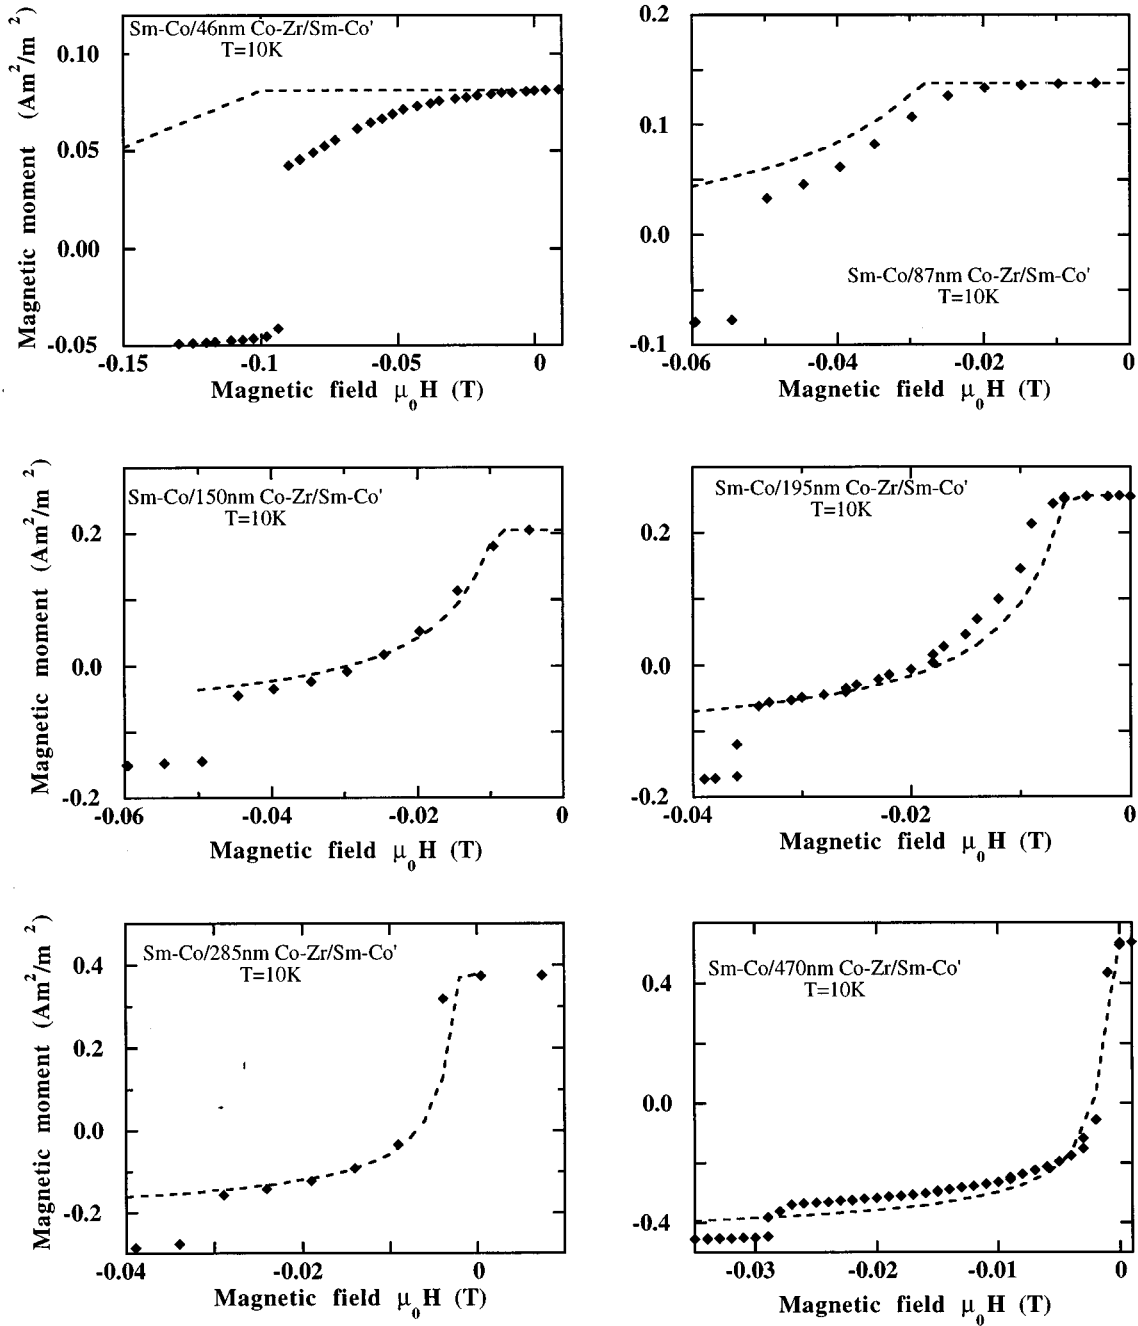 Sm-Co/46nm Co-Zr/Sm-Co'
T=10K
Magnetic moment (Am²/m²)
0.10
0.05
0.00
-0.05
-0.15
-0.1
-0.05
0
Magnetic field μ₀H (T)
Sm-Co/87nm Co-Zr/Sm-Co'
T=10K
0.2
0.1
0.0
-0.1
-0.06
-0.04
-0.02
0
Magnetic field μ₀H (T)
Sm-Co/150nm Co-Zr/Sm-Co'
T=10K
Magnetic moment (Am²/m²)
0.2
0.0
-0.2
-0.06
-0.04
-0.02
0
Magnetic field μ₀H (T)
Sm-Co/195nm Co-Zr/Sm-Co'
T=10K
0.2
0.0
-0.2
-0.04
-0.02
0
Magnetic field μ₀H (T)
Sm-Co/285nm Co-Zr/Sm-Co'
T=10K
Magnetic moment (Am²/m²)
0.4
0.2
0.0
-0.2
-0.04
-0.02
0
Magnetic field μ₀H (T)
Sm-Co/470nm Co-Zr/Sm-Co'
T=10K
0.4
0.0
-0.4
-0.03
-0.02
-0.01
0
Magnetic field μ₀H (T)